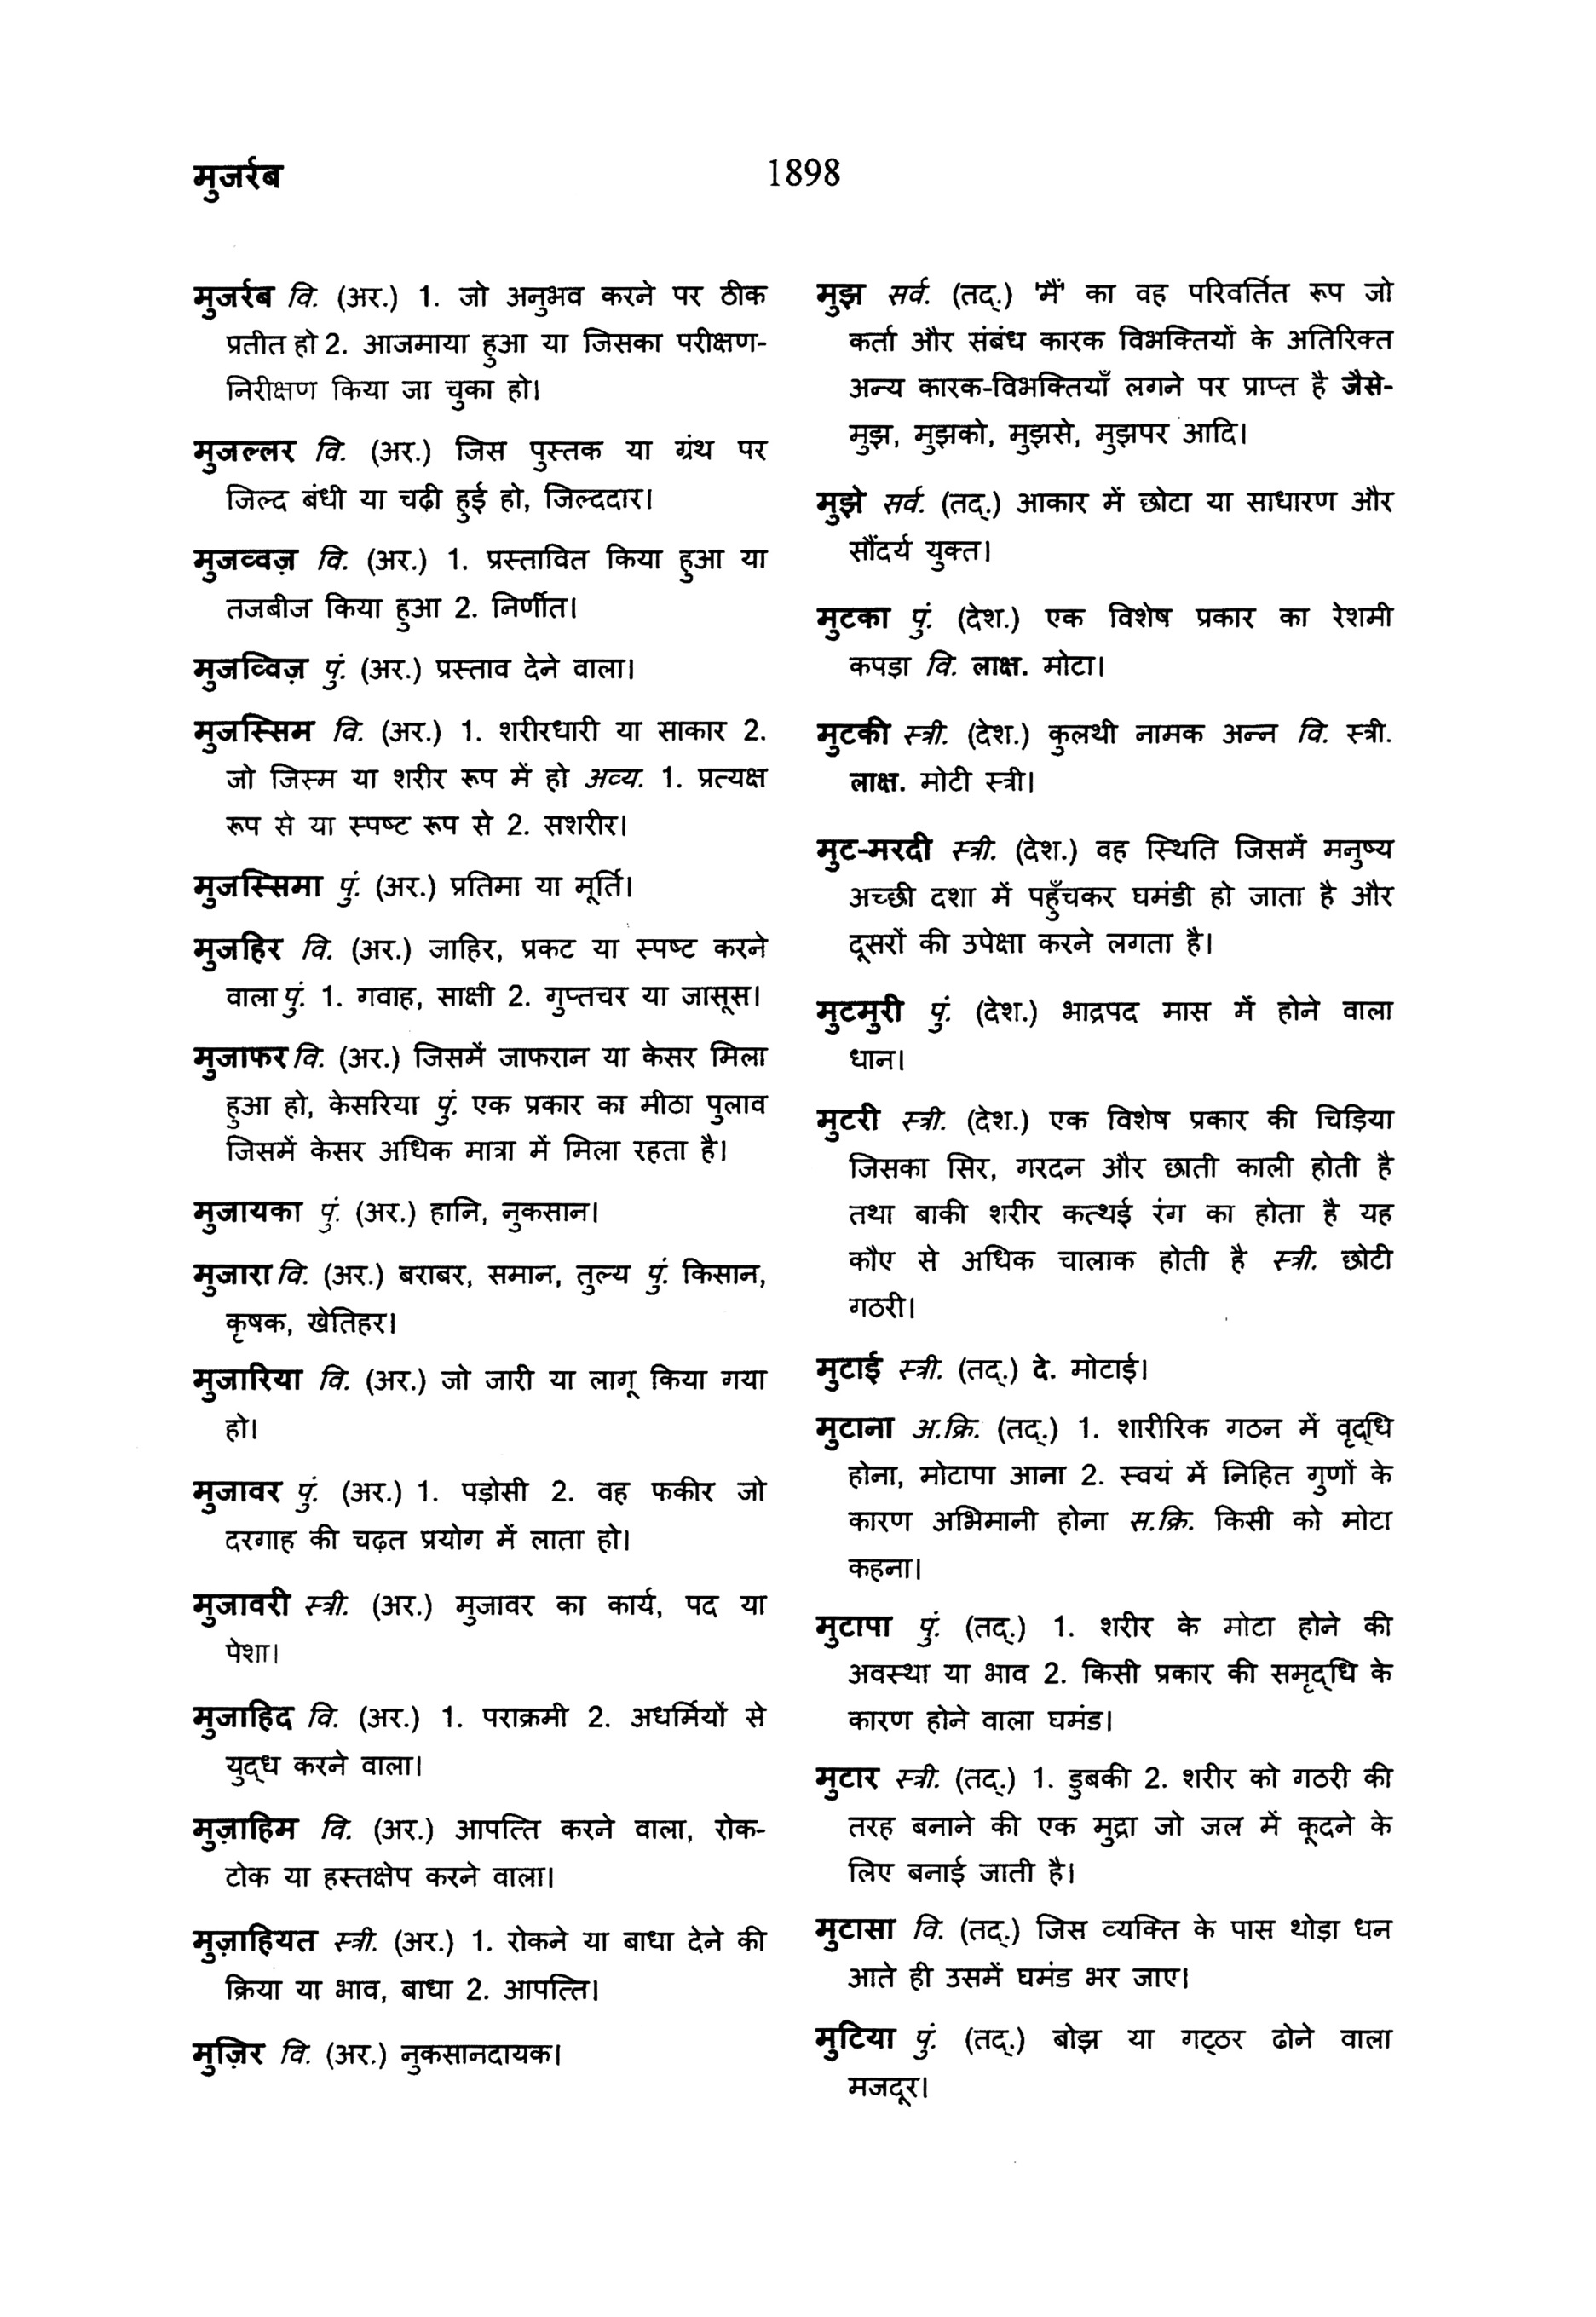 मुजर्रब
1898
मुजर्रब वि. (अर.) 1. जो अनुभव करने पर ठीक
प्रतीत हो 2. आजमाया हुआ या जिसका परीक्षण-
निरीक्षण किया जा चुका हो।
मुजल्लर वि. (अर.) जिस पुस्तक या ग्रंथ पर
जिल्द बंधी या चढ़ी हुई हो, जिल्ददार।
मुजव्वज़ वि. (अर.) 1. प्रस्तावित किया हुआ या
तजबीज किया हुआ 2. निर्णीत।
मुजव्विज़ पुं. (अर.) प्रस्ताव देने वाला।
मुजस्सिम वि. (अर.) 1. शरीरधारी या साकार 2.
जो जिस्म या शरीर रूप में हो अव्य. 1. प्रत्यक्ष
रूप से या स्पष्ट रूप से 2. सशरीर।
मुजस्सिमा पुं. (अर.) प्रतिमा या मूर्ति।
मुजहिर वि. (अर.) जाहिर, प्रकट या स्पष्ट करने
वाला पुं. 1. गवाह, साक्षी 2. गुप्तचर या जासूस।
मुजाफर वि. (अर.) जिसमें जाफरान या केसर मिला
हुआ हो, केसरिया पुं. एक प्रकार का मीठा पुलाव
जिसमें केसर अधिक मात्रा में मिला रहता है।
मुजायका पुं. (अर.) हानि, नुकसान।
मुजारा वि. (अर.) बराबर, समान, तुल्य पुं. किसान,
कृषक, खेतिहर।
मुजारिया वि. (अर.) जो जारी या लागू किया गया
हो।
मुजावर पुं. (अर.) 1. पड़ोसी 2. वह फकीर जो
दरगाह की चढ़त प्रयोग में लाता हो।
मुजावरी स्त्री. (अर.) मुजावर का कार्य, पद या
पेशा।
मुजाहिद वि. (अर.) 1. पराक्रमी 2. अधर्मियों से
युद्ध करने वाला।
मुज़ाहिम वि. (अर.) आपत्ति करने वाला, रोक-
टोक या हस्तक्षेप करने वाला।
मुज़ाहियत स्त्री. (अर.) 1. रोकने या बाधा देने की
क्रिया या भाव, बाधा 2. आपत्ति।
मुज़िर वि. (अर.) नुकसानदायक।
मुझ सर्व. (तद्.) 'मैं' का वह परिवर्तित रूप जो
कर्ता और संबंध कारक विभक्तियों के अतिरिक्त
अन्य कारक-विभक्तियाँ लगने पर प्राप्त है जैसे-
मुझ, मुझको, मुझसे, मुझपर आदि।
मुझे सर्व. (तद्.) आकार में छोटा या साधारण और
सौंदर्य युक्त।
मुटका पुं. (देश.) एक विशेष प्रकार का रेशमी
कपड़ा वि. लाक्ष. मोटा।
मुटकी स्त्री. (देश.) कुलथी नामक अन्न वि. स्त्री.
लाक्ष. मोटी स्त्री।
मुट-मरदी स्त्री. (देश.) वह स्थिति जिसमें मनुष्य
अच्छी दशा में पहुँचकर घमंडी हो जाता है और
दूसरों की उपेक्षा करने लगता है।
मुटमुरी पुं. (देश.) भाद्रपद मास में होने वाला
धान।
मुटरी स्त्री. (देश.) एक विशेष प्रकार की चिड़िया
जिसका सिर, गरदन और छाती काली होती है
तथा बाकी शरीर कत्थई रंग का होता है यह
कौए से अधिक चालाक होती है स्त्री. छोटी
गठरी।
मुटाई स्त्री. (तद्.) दे. मोटाई।
मुटाना अ.क्रि. (तद्.) 1. शारीरिक गठन में वृद्धि
होना, मोटापा आना 2. स्वयं में निहित गुणों के
कारण अभिमानी होना स.क्रि. किसी को मोटा
कहना।
मुटापा पुं. (तद्.) 1. शरीर के मोटा होने की
अवस्था या भाव 2. किसी प्रकार की समृद्धि के
कारण होने वाला घमंड।
मुटार स्त्री. (तद्.) 1. डुबकी 2. शरीर को गठरी की
तरह बनाने की एक मुद्रा जो जल में कूदने के
लिए बनाई जाती है।
मुटासा वि. (तद्.) जिस व्यक्ति के पास थोड़ा धन
आते ही उसमें घमंड भर जाए।
मुटिया पुं. (तद्.) बोझ या गट्ठर ढोने वाला
मजदूर।